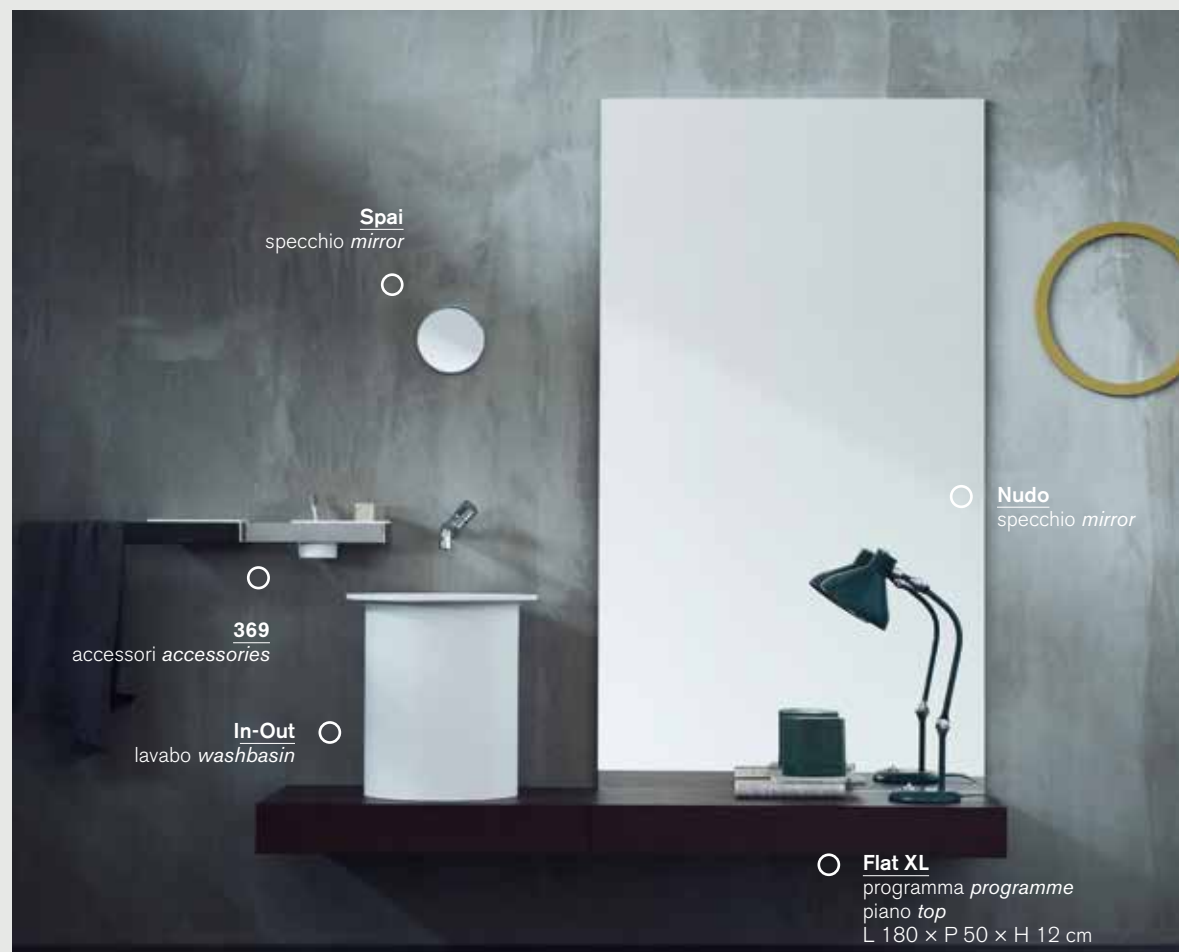 Spai
specchio mirror
Nudo
specchio mirror
369
accessori accessories
In-Out
lavabo washbasin
Flat XL
programma programme
piano top
L 180 × P 50 × H 12 cm